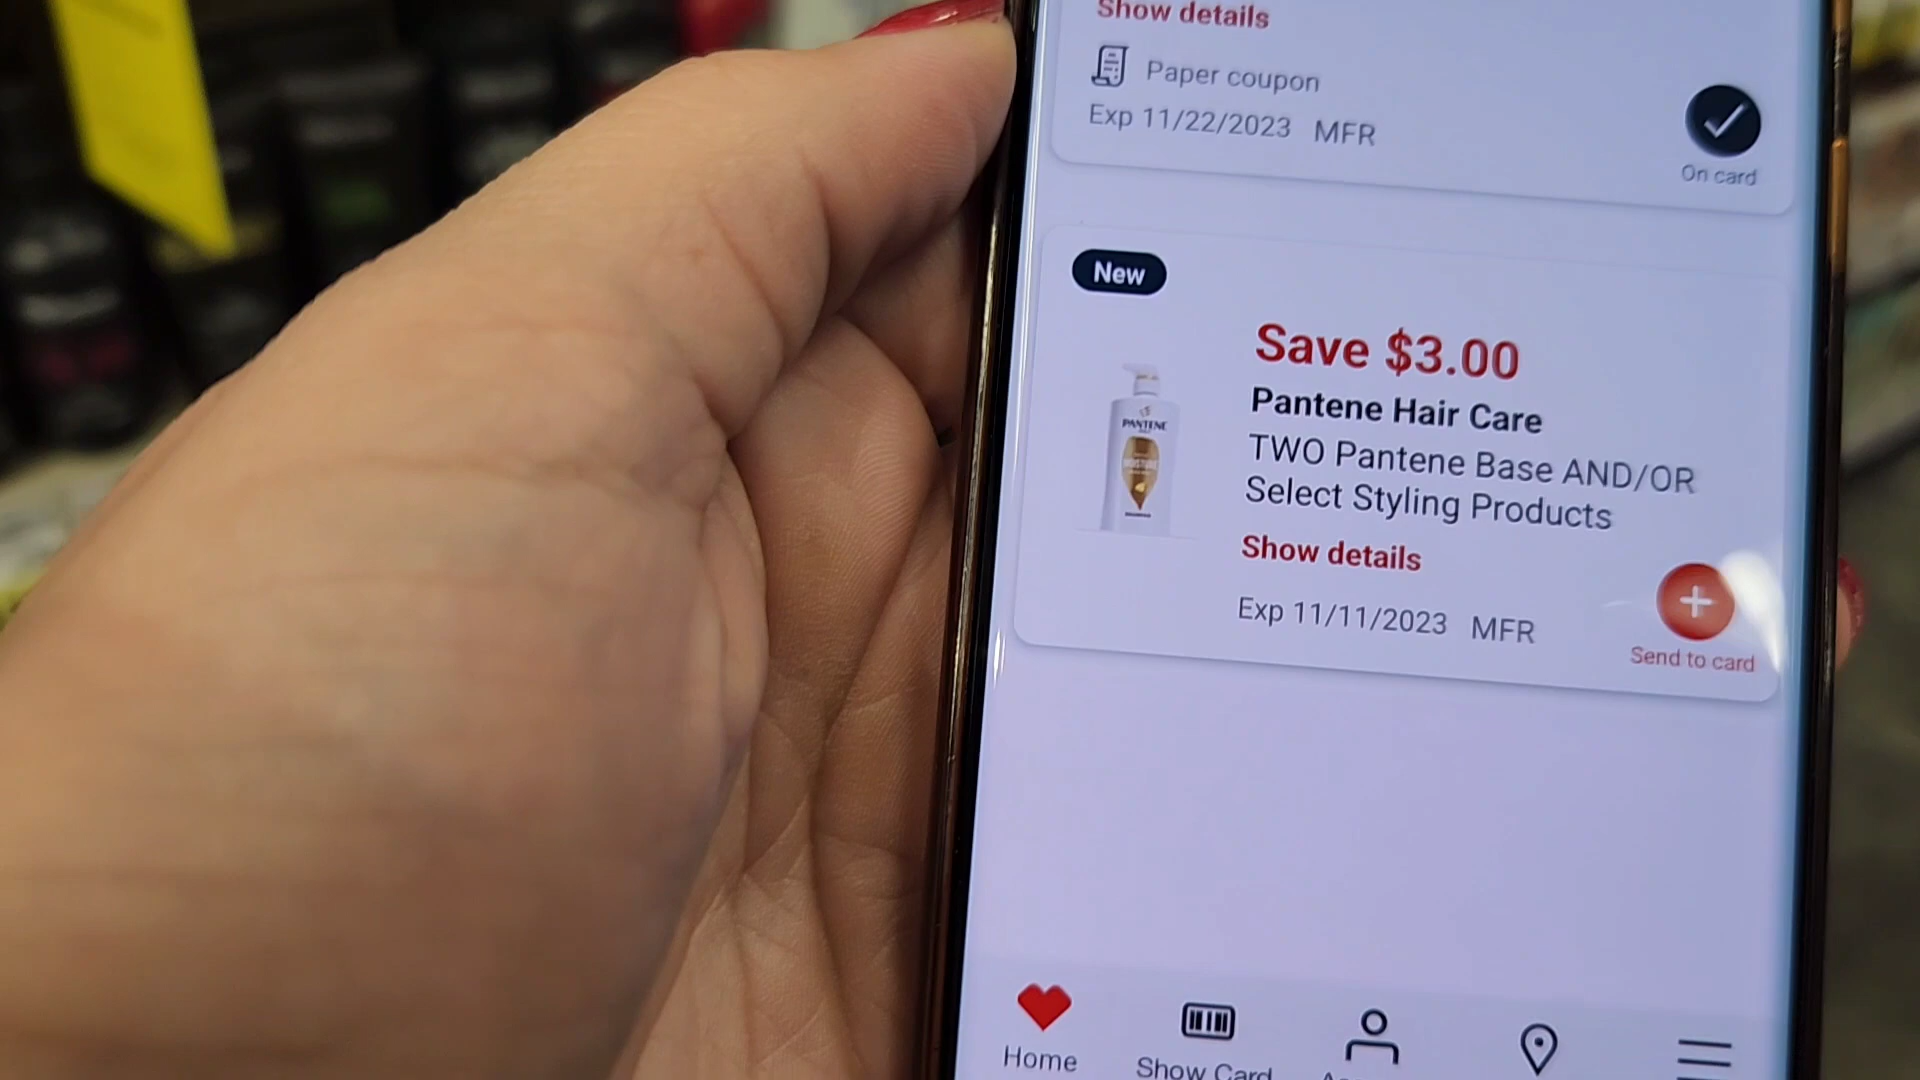 Show details
Paper coupon
Exp 11/22/2023 MFR
On card
New
Save $3.00
Pantene Hair Care
TWO Pantene Base AND/OR
Select Styling Products
Show details
Exp 11/11/2023 MFR
Send to card
PANTENE
Home
Show Card